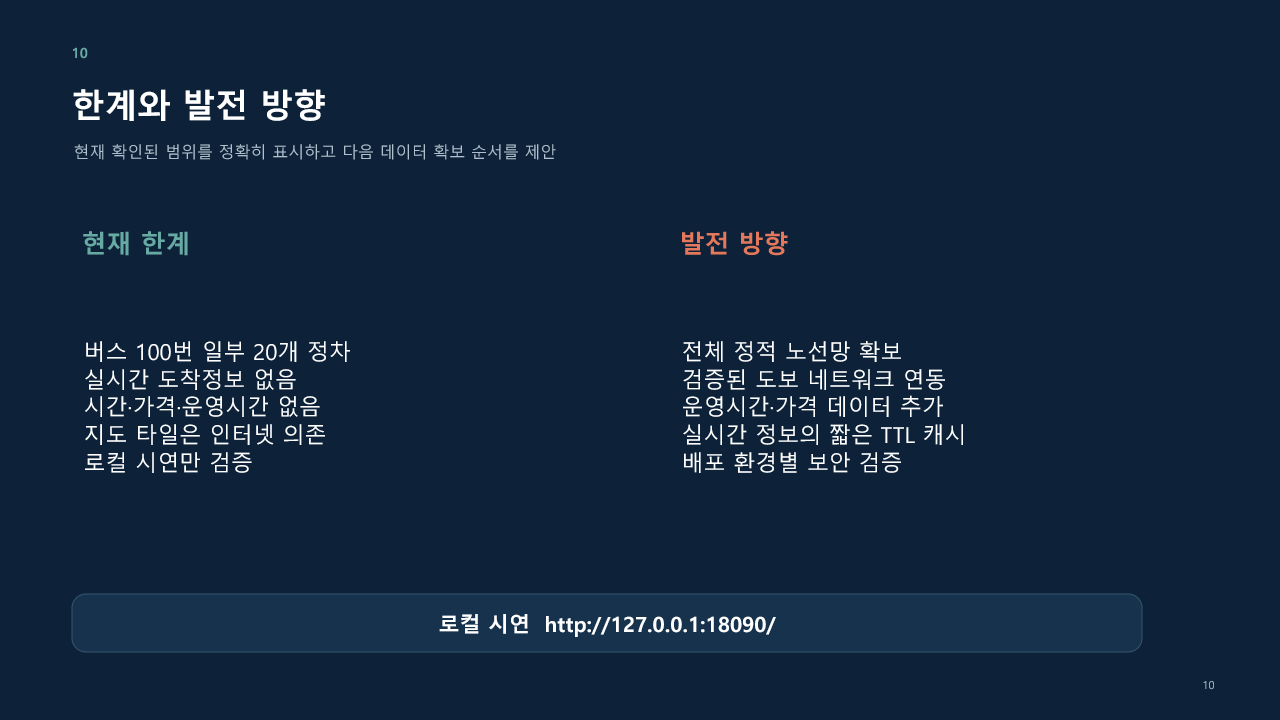 10
한계와 발전 방향
현재 확인된 범위를 정확히 표시하고 다음 데이터 확보 순서를 제안
현재 한계
버스 100번 일부 20개 정차
실시간 도착정보 없음
시간·가격·운영시간 없음
지도 타일은 인터넷 의존
로컬 시연만 검증
발전 방향
전체 정적 노선망 확보
검증된 도보 네트워크 연동
운영시간·가격 데이터 추가
실시간 정보의 짧은 TTL 캐시
배포 환경별 보안 검증
로컬 시연 http://127.0.0.1:18090/
10